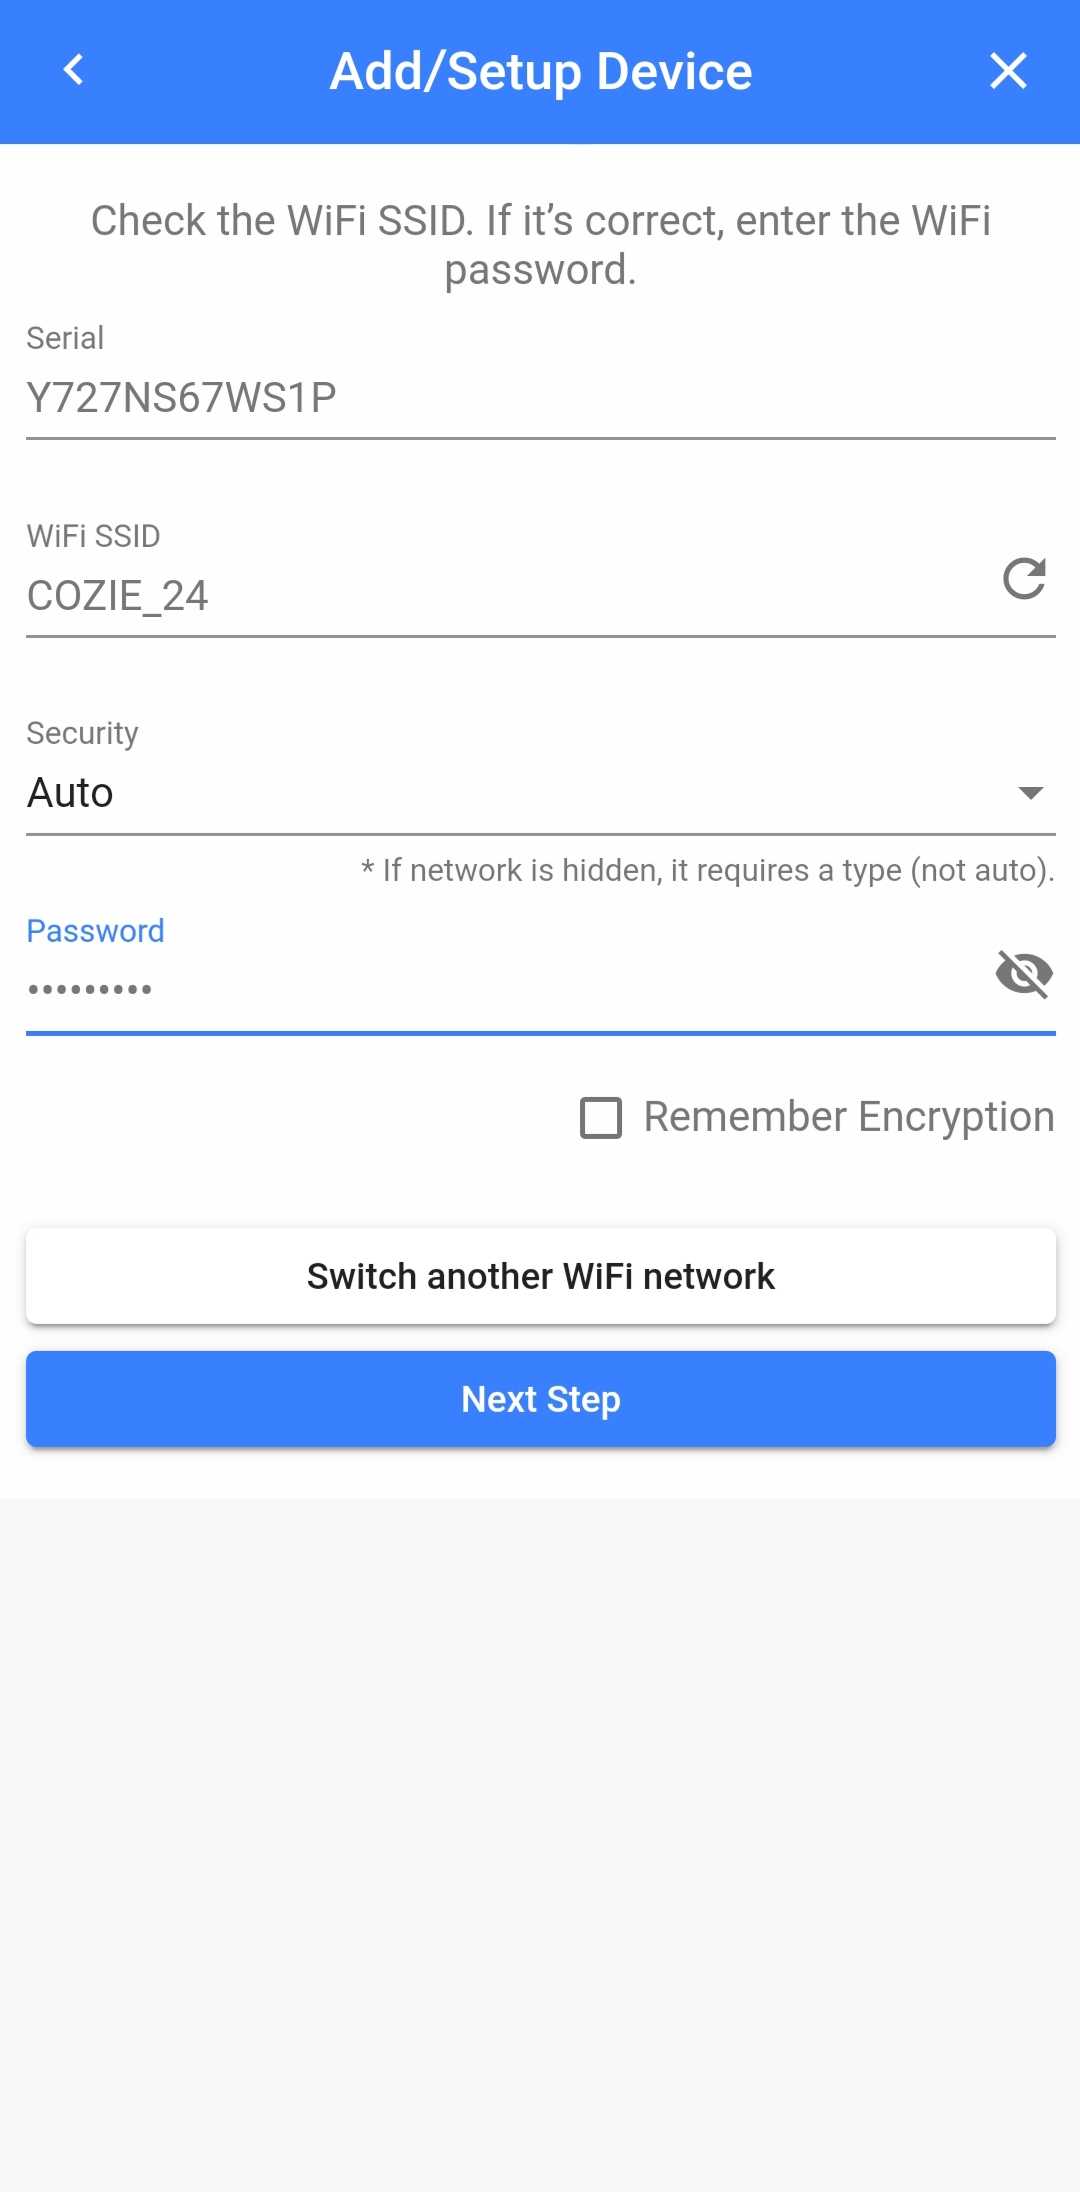 Add/Setup Device
Check the WiFi SSID. If it’s correct, enter the WiFi
password.
Serial
Y727NS67WS1P
WiFi SSID
COZIE_24
Security
Auto
* If network is hidden, it requires a type (not auto).
Password
•••••••••
Remember Encryption
Switch another WiFi network
Next Step